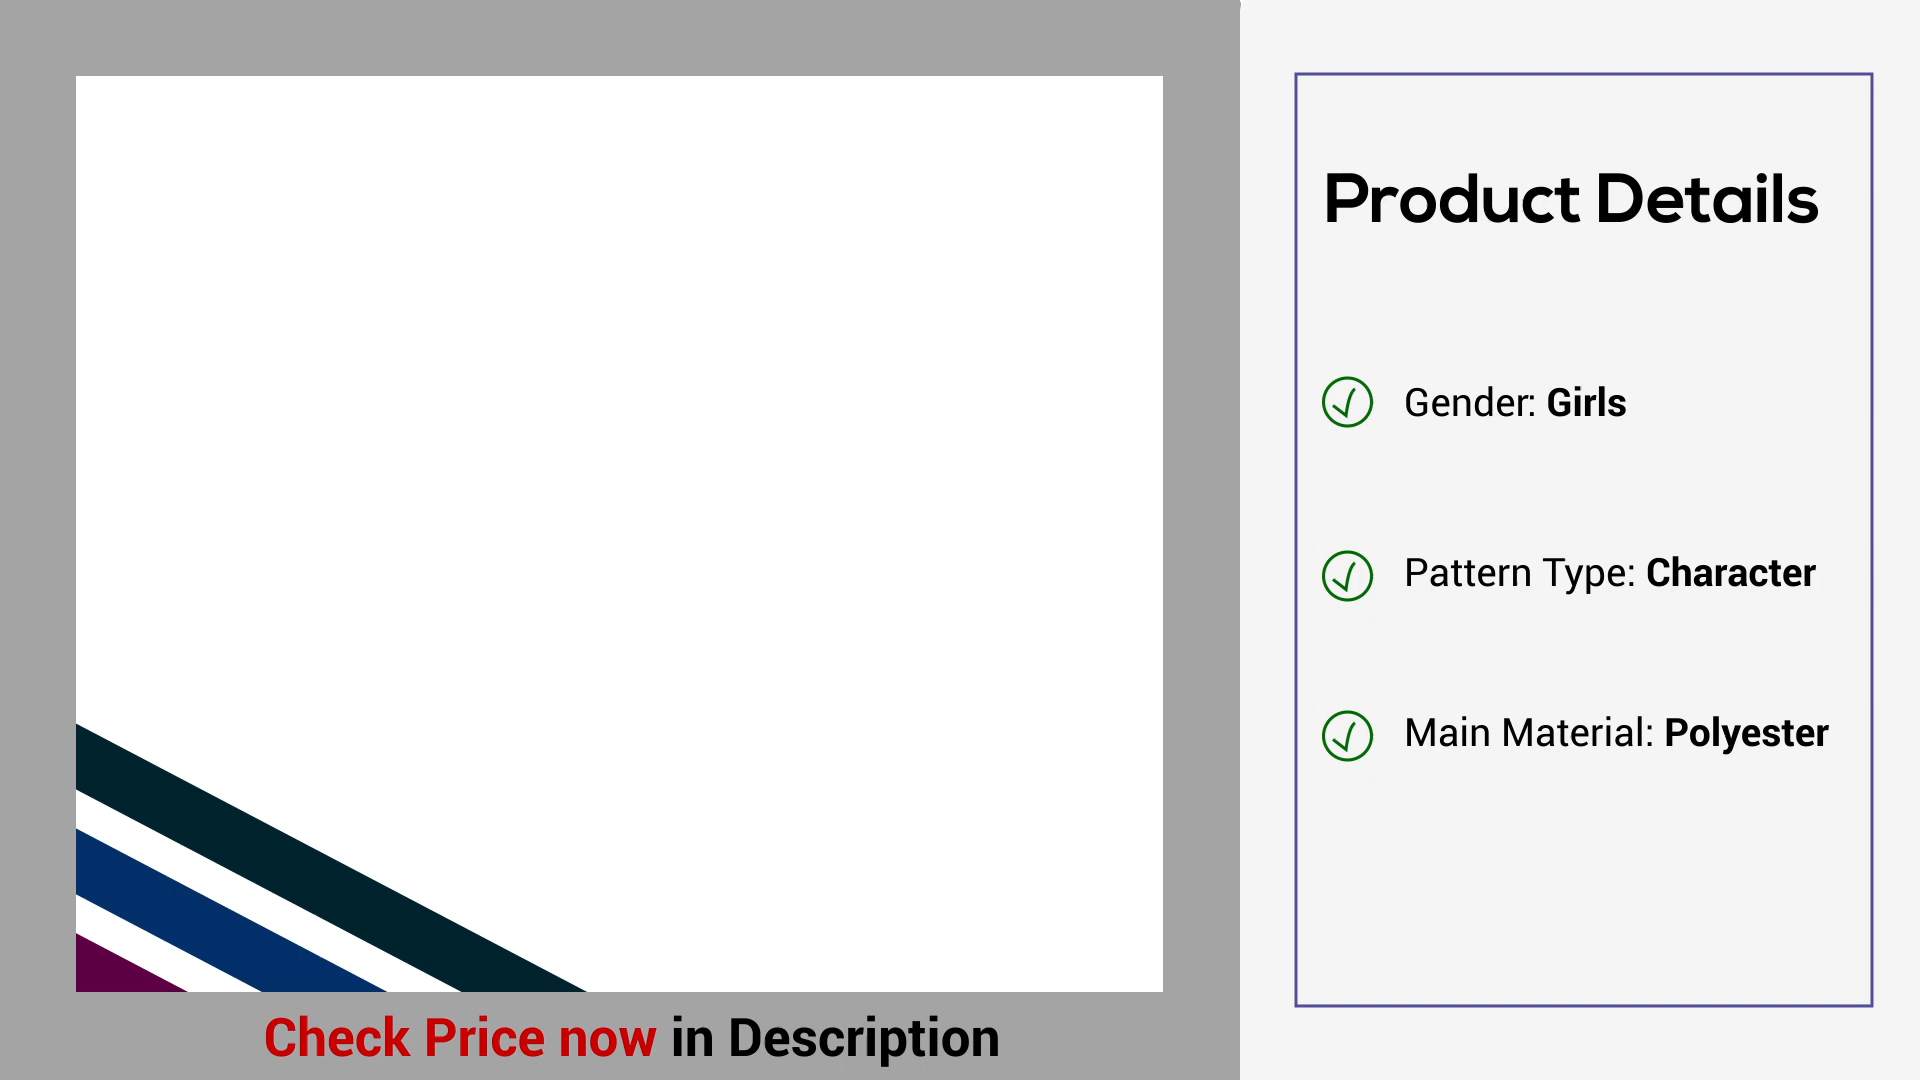 Product Details
Gender: Girls
Pattern Type: Character
Main Material: Polyester
Check Price now in Description